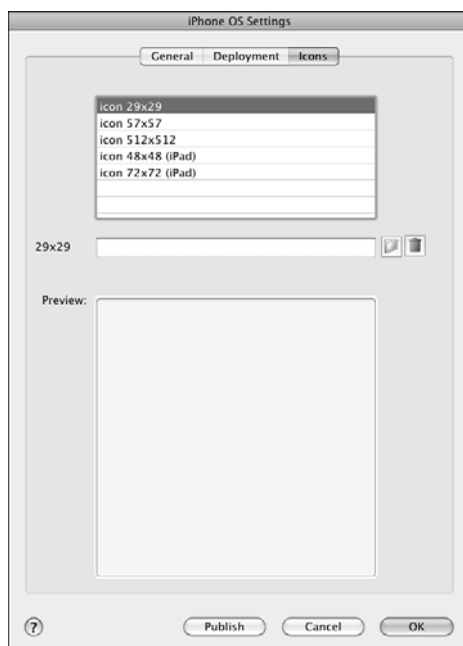 iPhone OS Settings
General Deployment Icons
icon 29x29
icon 57x57
icon 512x512
icon 48x48 (iPad)
icon 72x72 (iPad)
29x29
Preview:
? Publish Cancel OK